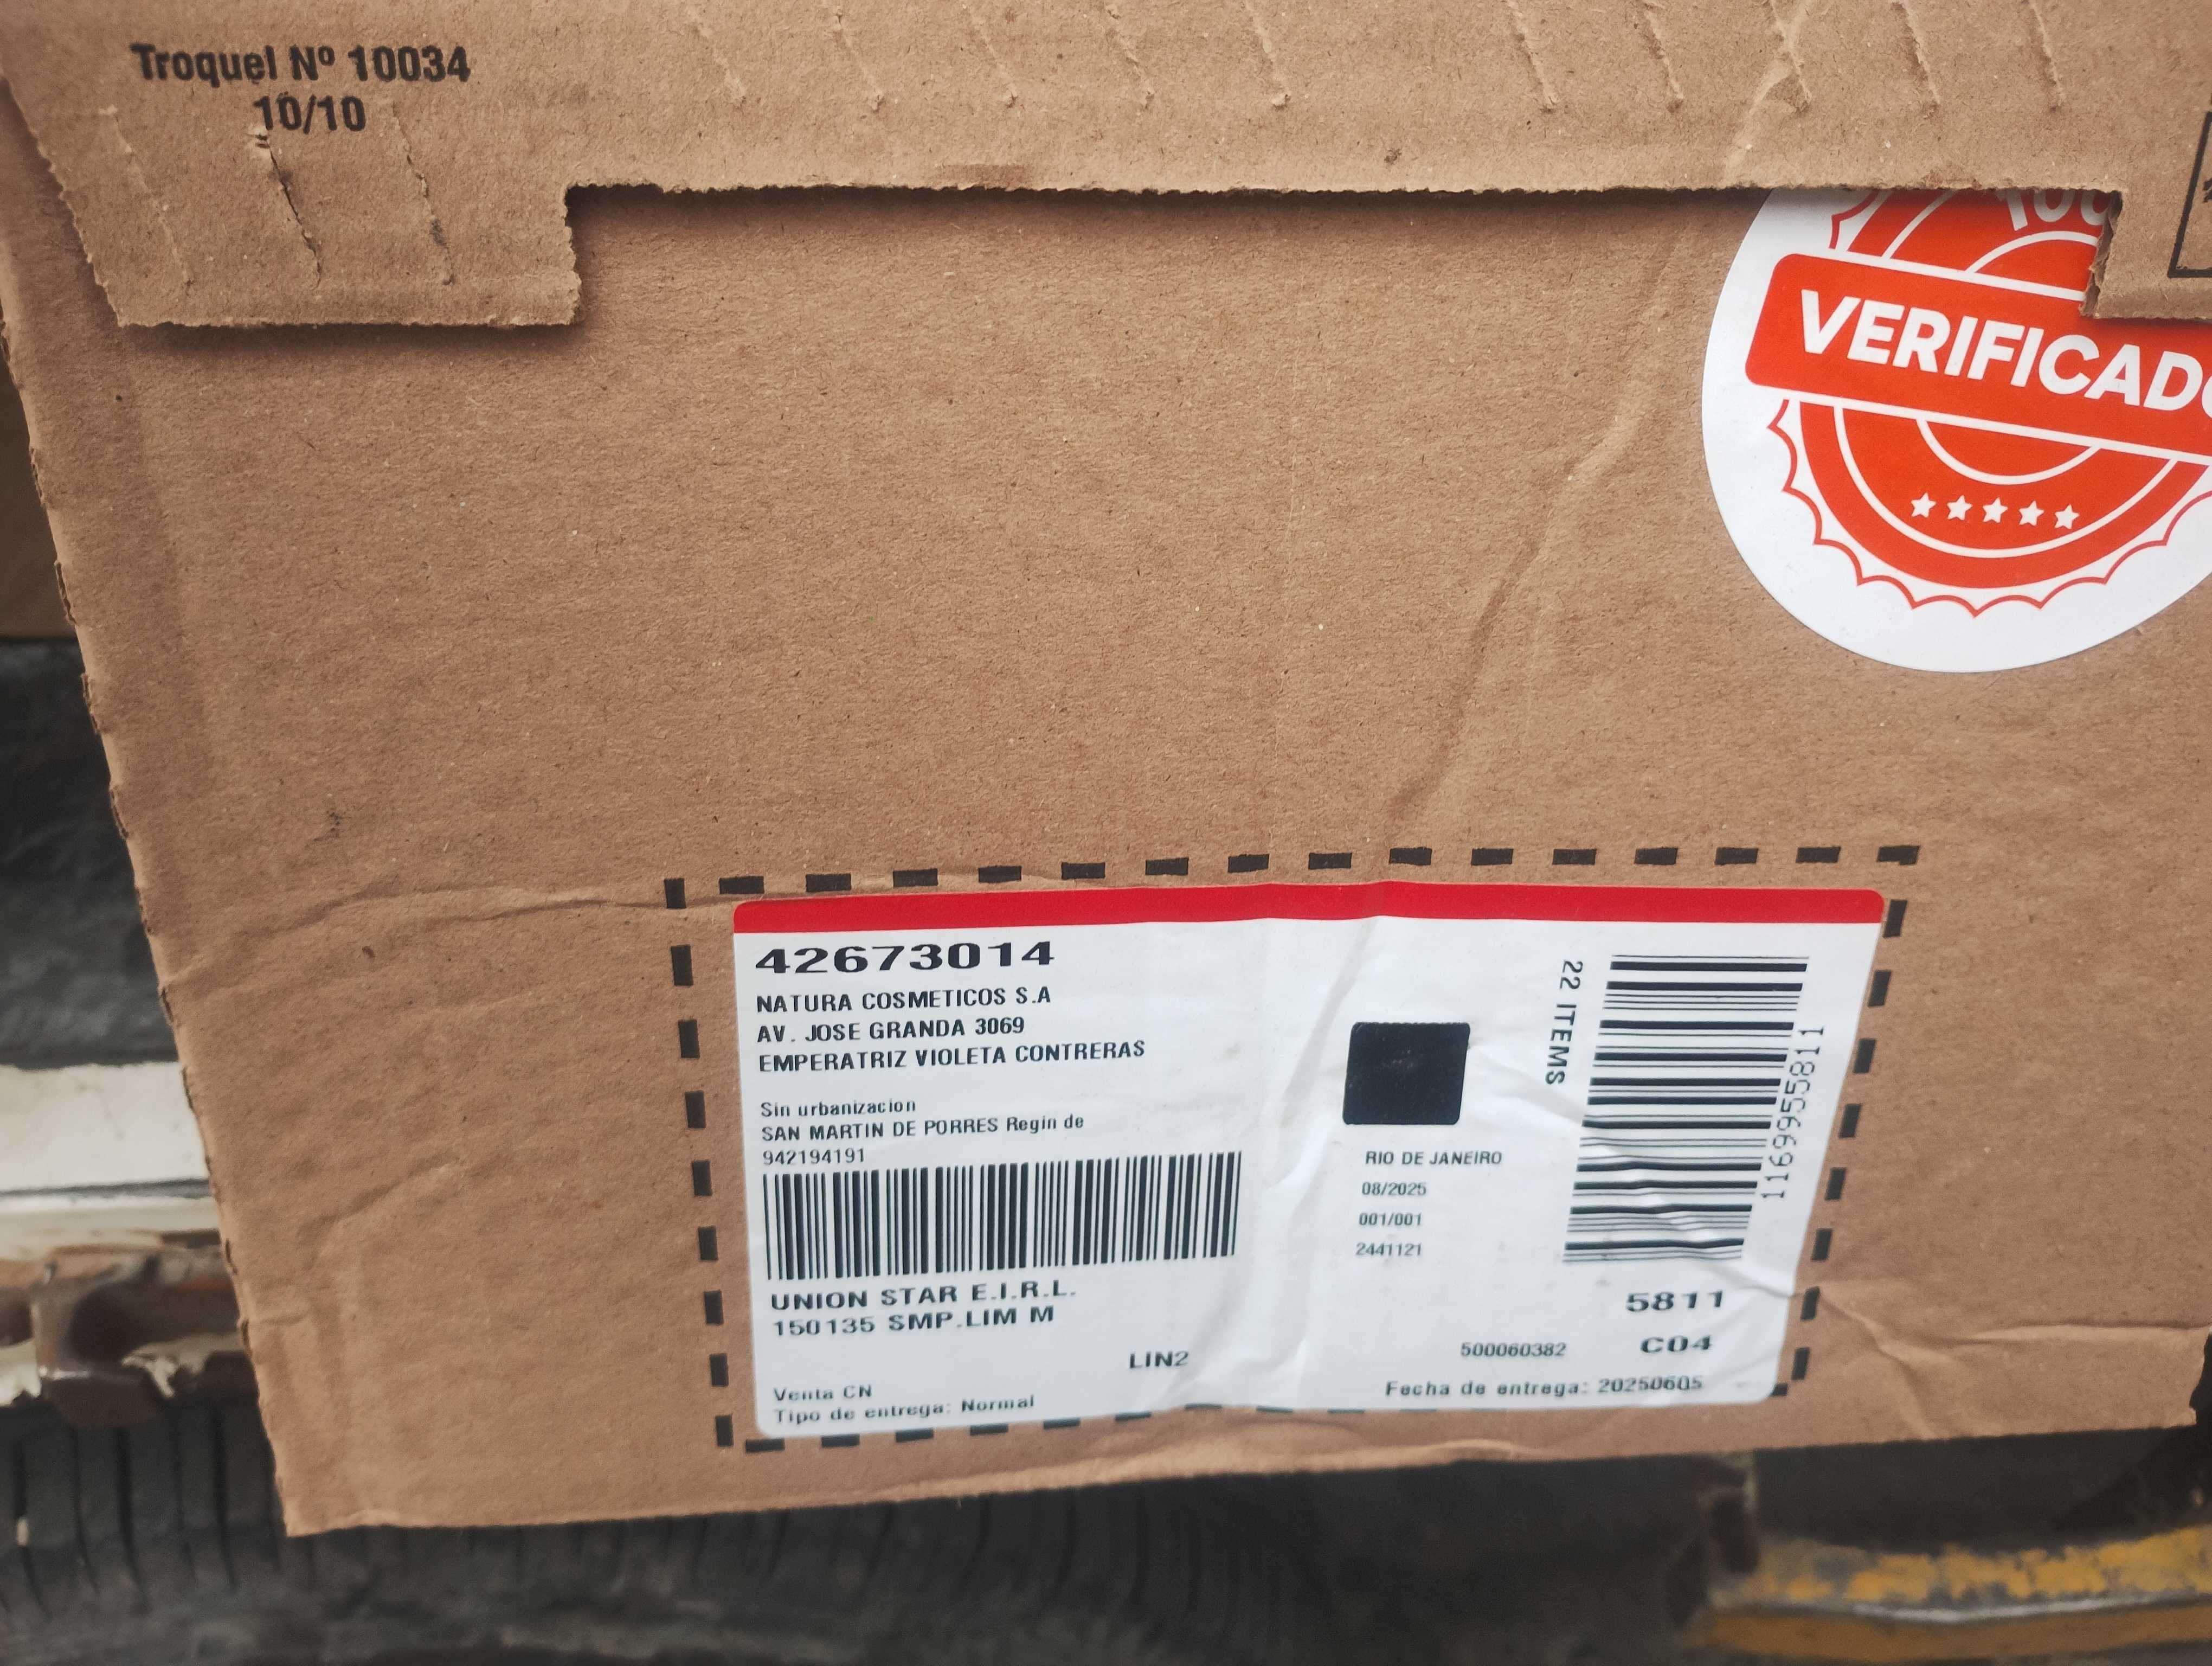 Troquel Nº 10034
10/10
VERIFICADO
42673014
NATURA COSMETICOS S.A
AV. JOSE GRANDA 3069
EMPERATRIZ VIOLETA CONTRERAS
Sin urbanizacion
SAN MARTIN DE PORRES Regin de
942194191
UNION STAR E.I.R.L.
150135 SMP.LIM M
LIN2
Venta CN
Tipo de entrega: Normal
22 ITEMS
1169955811
RIO DE JANEIRO
08/2025
001/001
2441121
5811
500060382 C04
Fecha de entrega: 20250605